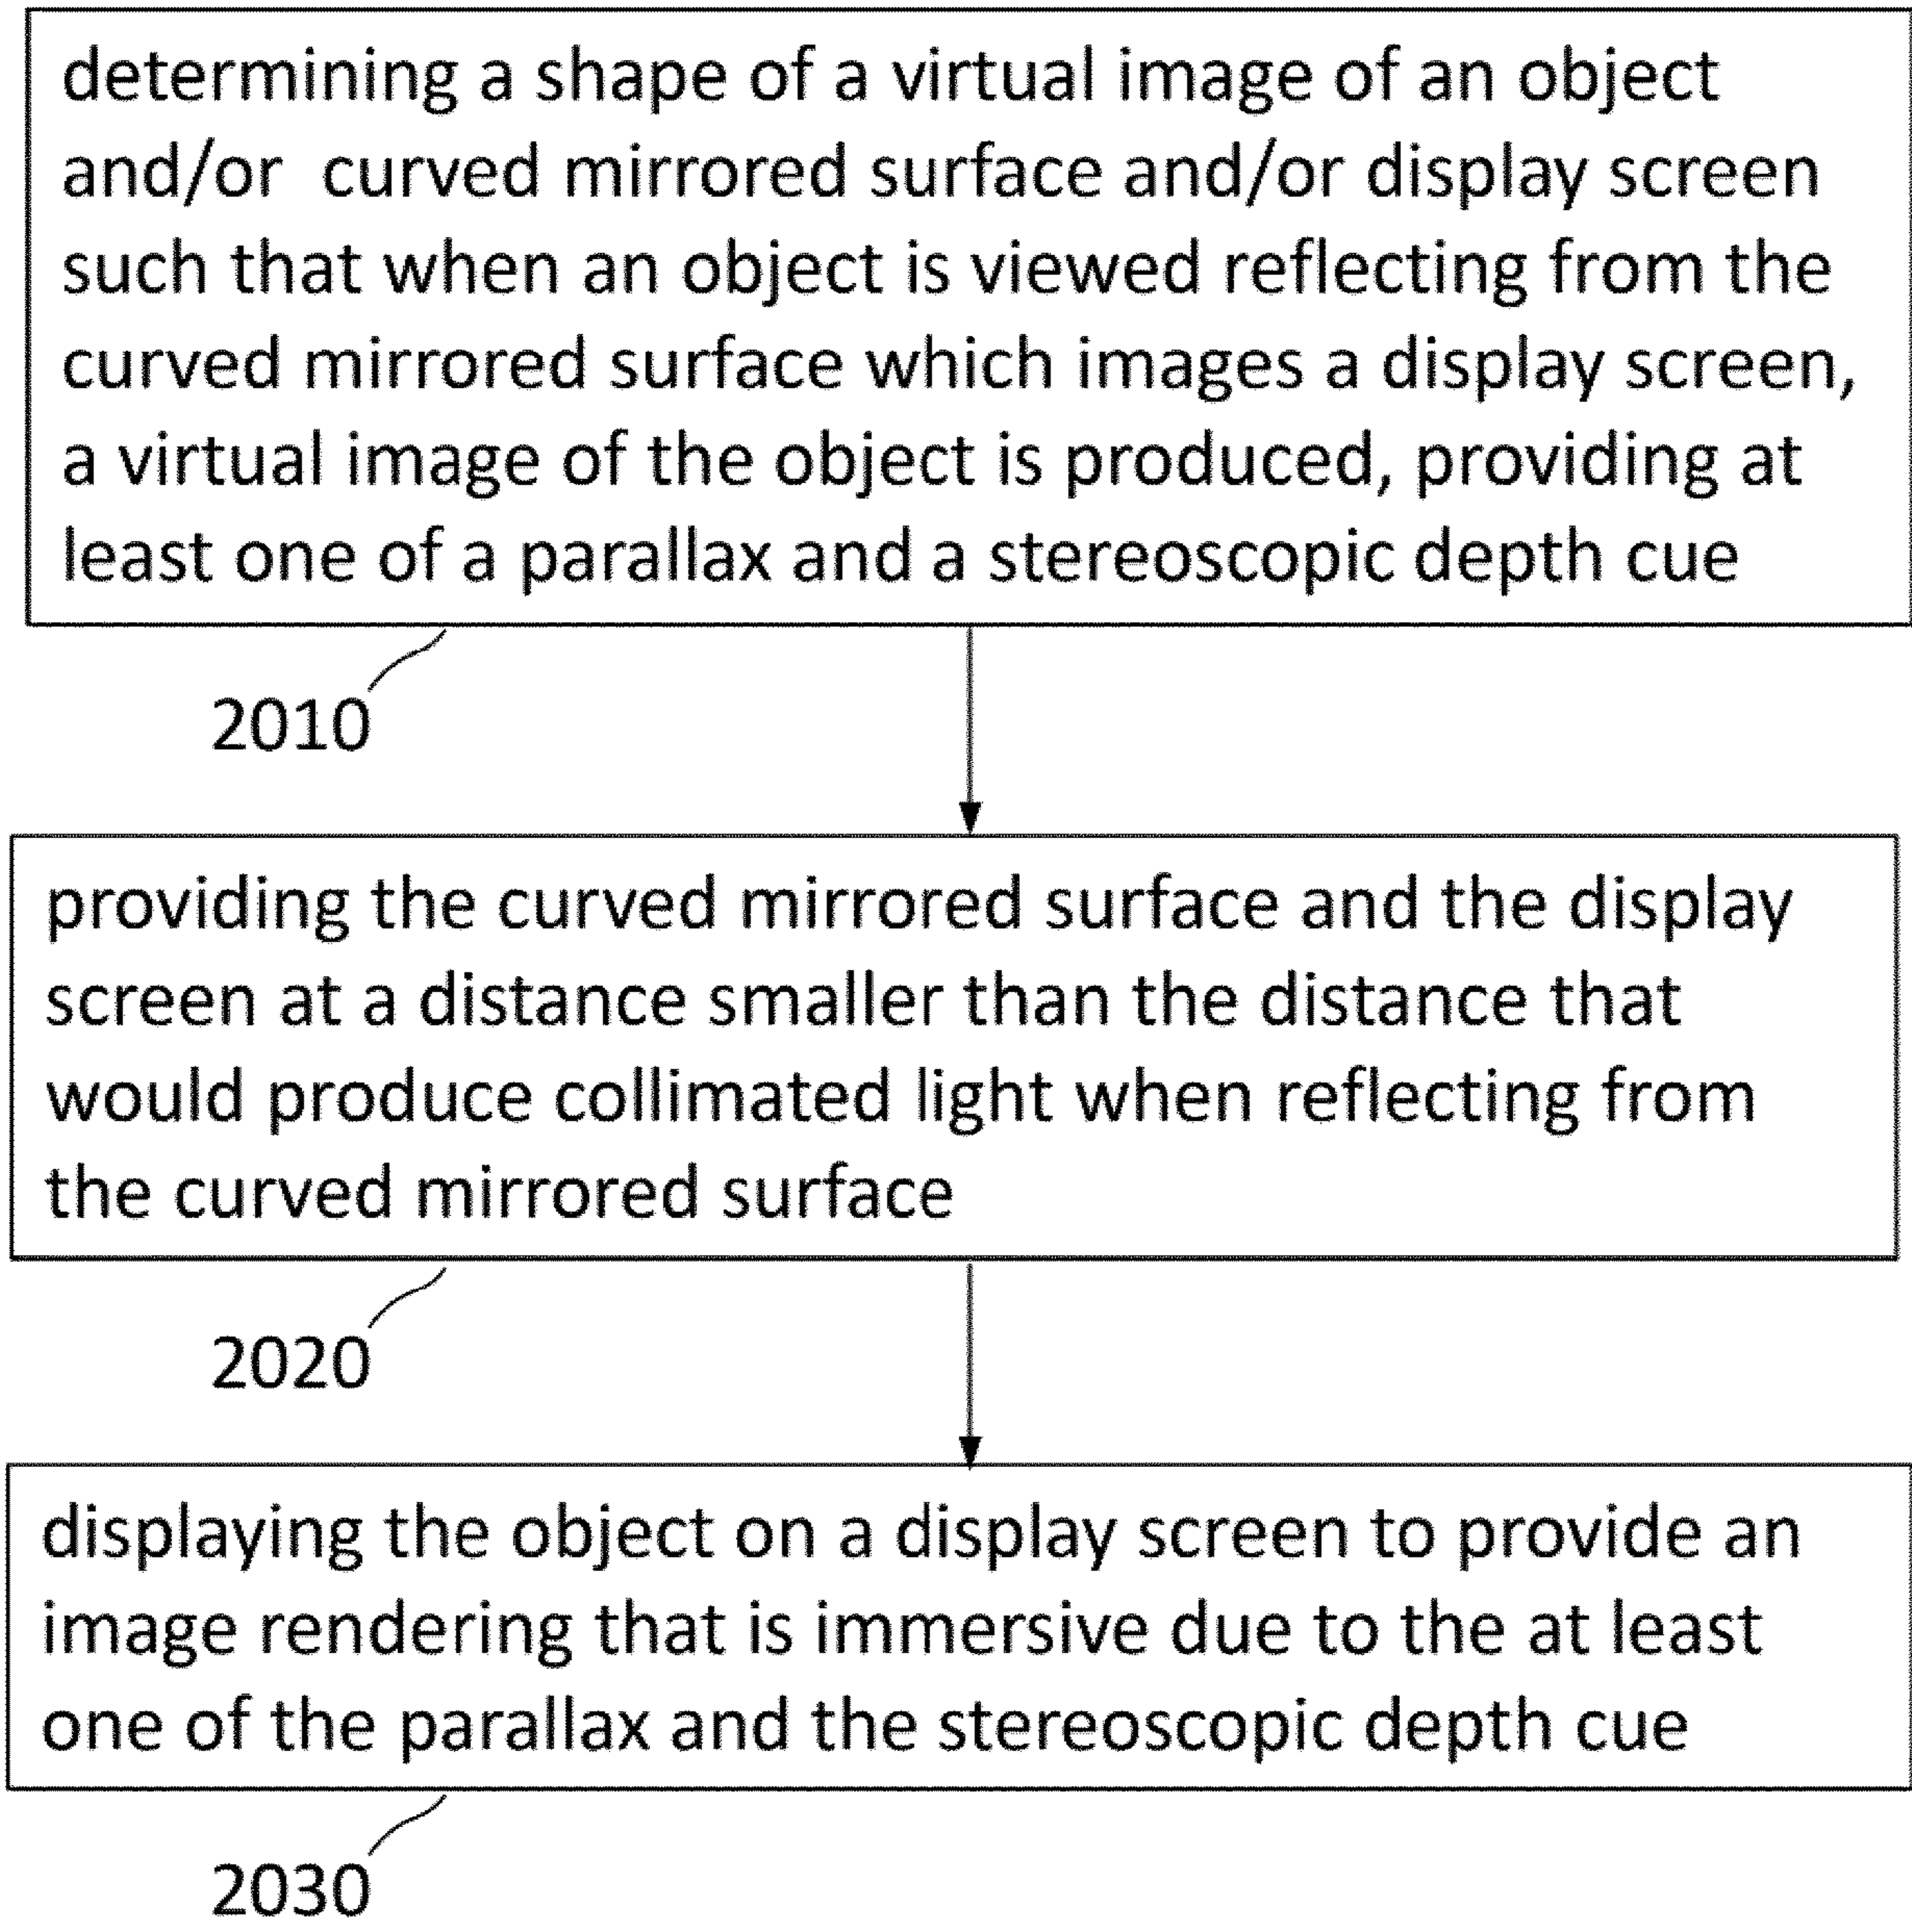 determining a shape of a virtual image of an object
and/or curved mirrored surface and/or display screen
such that when an object is viewed reflecting from the
curved mirrored surface which images a display screen,
a virtual image of the object is produced, providing at
least one of a parallax and a stereoscopic depth cue
2010
providing the curved mirrored surface and the display
screen at a distance smaller than the distance that
would produce collimated light when reflecting from
the curved mirrored surface
2020
displaying the object on a display screen to provide an
image rendering that is immersive due to the at least
one of the parallax and the stereoscopic depth cue
2030